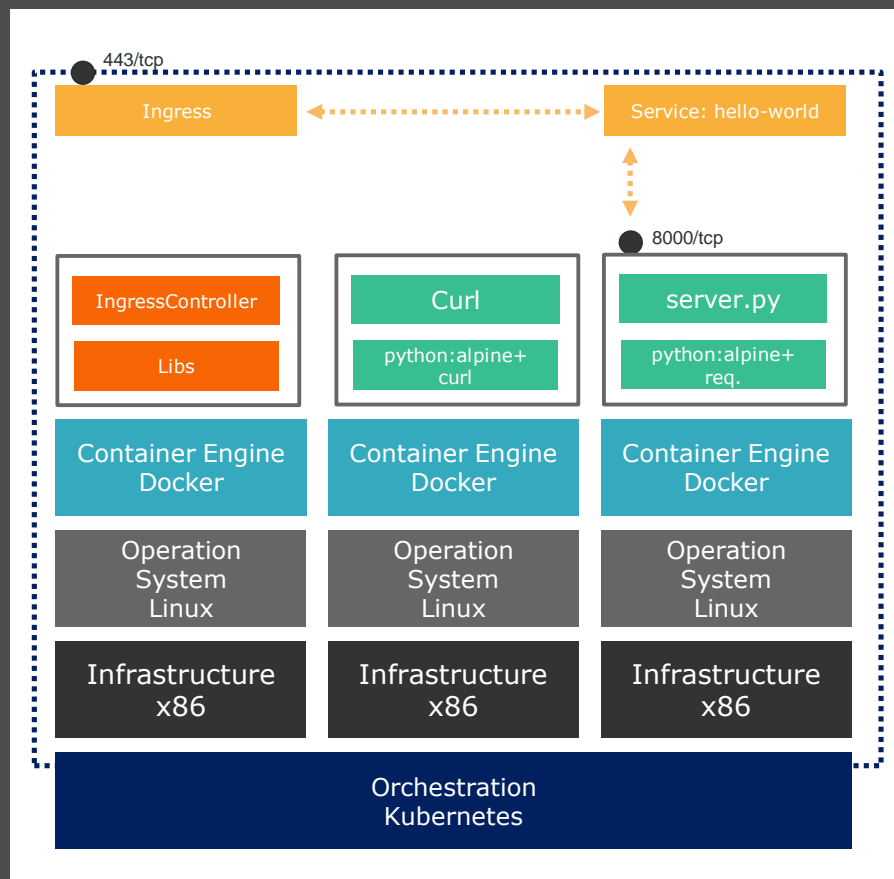 443/tcp
Ingress
Service: hello-world
8000/tcp
IngressController
Libs
Curl
python:alpine+
curl
server.py
python:alpine+
req.
Container Engine
Docker
Container Engine
Docker
Container Engine
Docker
Operation
System
Linux
Operation
System
Linux
Operation
System
Linux
Infrastructure
x86
Infrastructure
x86
Infrastructure
x86
Orchestration
Kubernetes